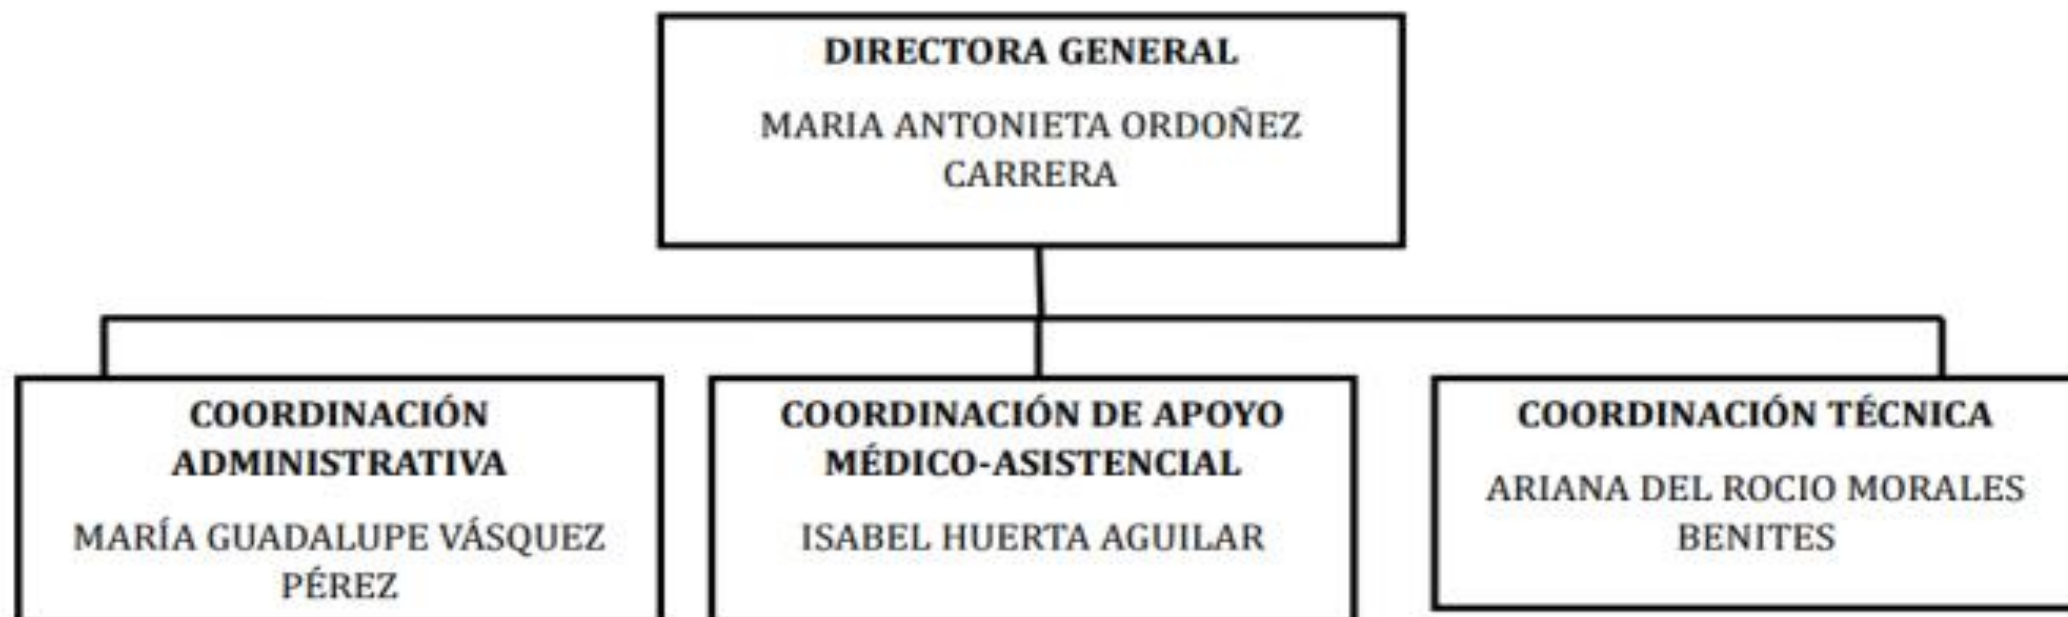 DIRECTORA GENERAL
MARIA ANTONIETA ORDOÑEZ
CARRERA
COORDINACIÓN
ADMINISTRATIVA
MARÍA GUADALUPE VÁSQUEZ
PÉREZ
COORDINACIÓN DE APOYO
MÉDICO-ASISTENCIAL
ISABEL HUERTA AGUILAR
COORDINACIÓN TÉCNICA
ARIANA DEL ROCIO MORALES
BENITES